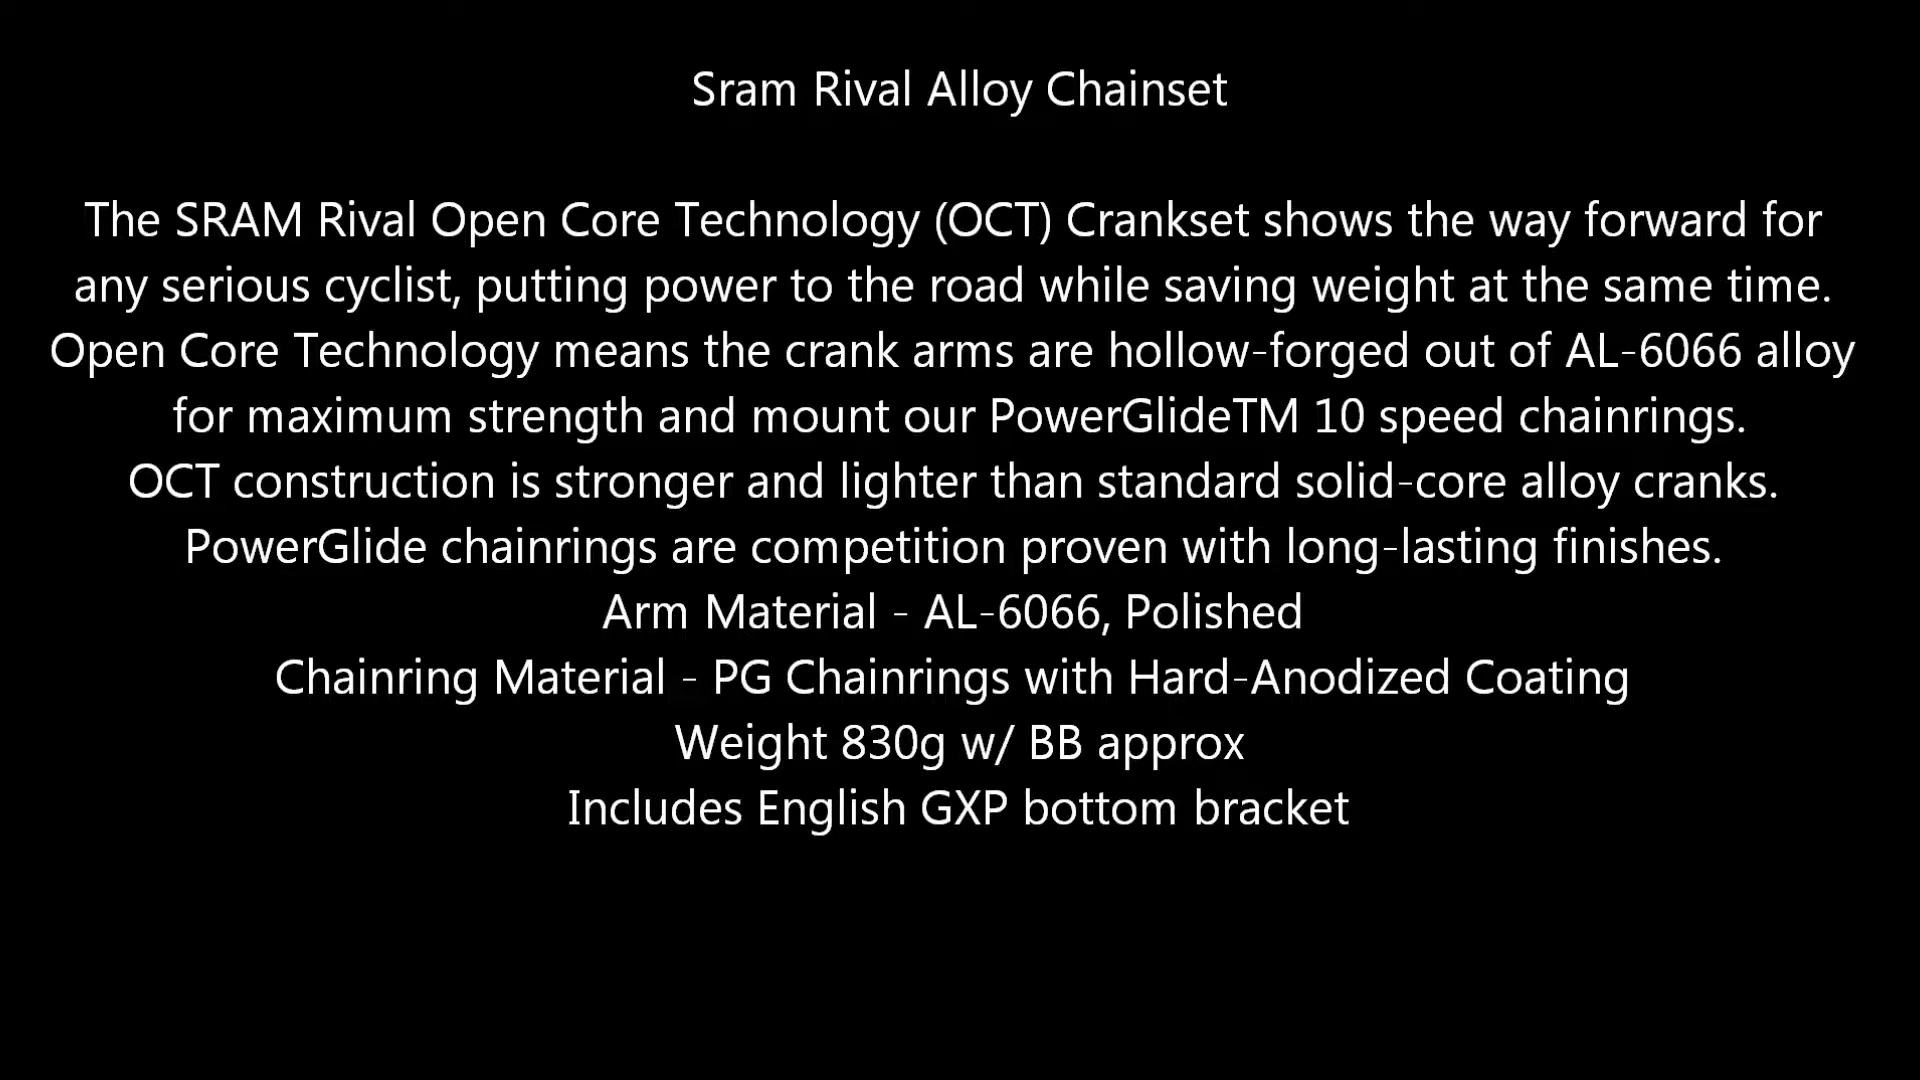 Sram Rival Alloy Chainset
The SRAM Rival Open Core Technology (OCT) Crankset shows the way forward for
any serious cyclist, putting power to the road while saving weight at the same time.
Open Core Technology means the crank arms are hollow-forged out of AL-6066 alloy
for maximum strength and mount our PowerGlideTM 10 speed chainrings.
OCT construction is stronger and lighter than standard solid-core alloy cranks.
PowerGlide chainrings are competition proven with long-lasting finishes.
Arm Material - AL-6066, Polished
Chainring Material - PG Chainrings with Hard-Anodized Coating
Weight 830g w/ BB approx
Includes English GXP bottom bracket